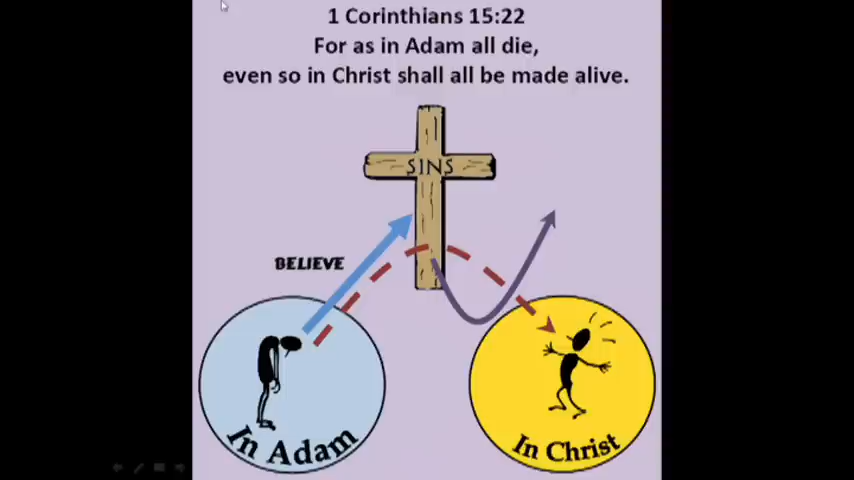 1 Corinthians 15:22
For as in Adam all die,
even so in Christ shall all be made alive.
SINS
BELIEVE
In Adam
In Christ